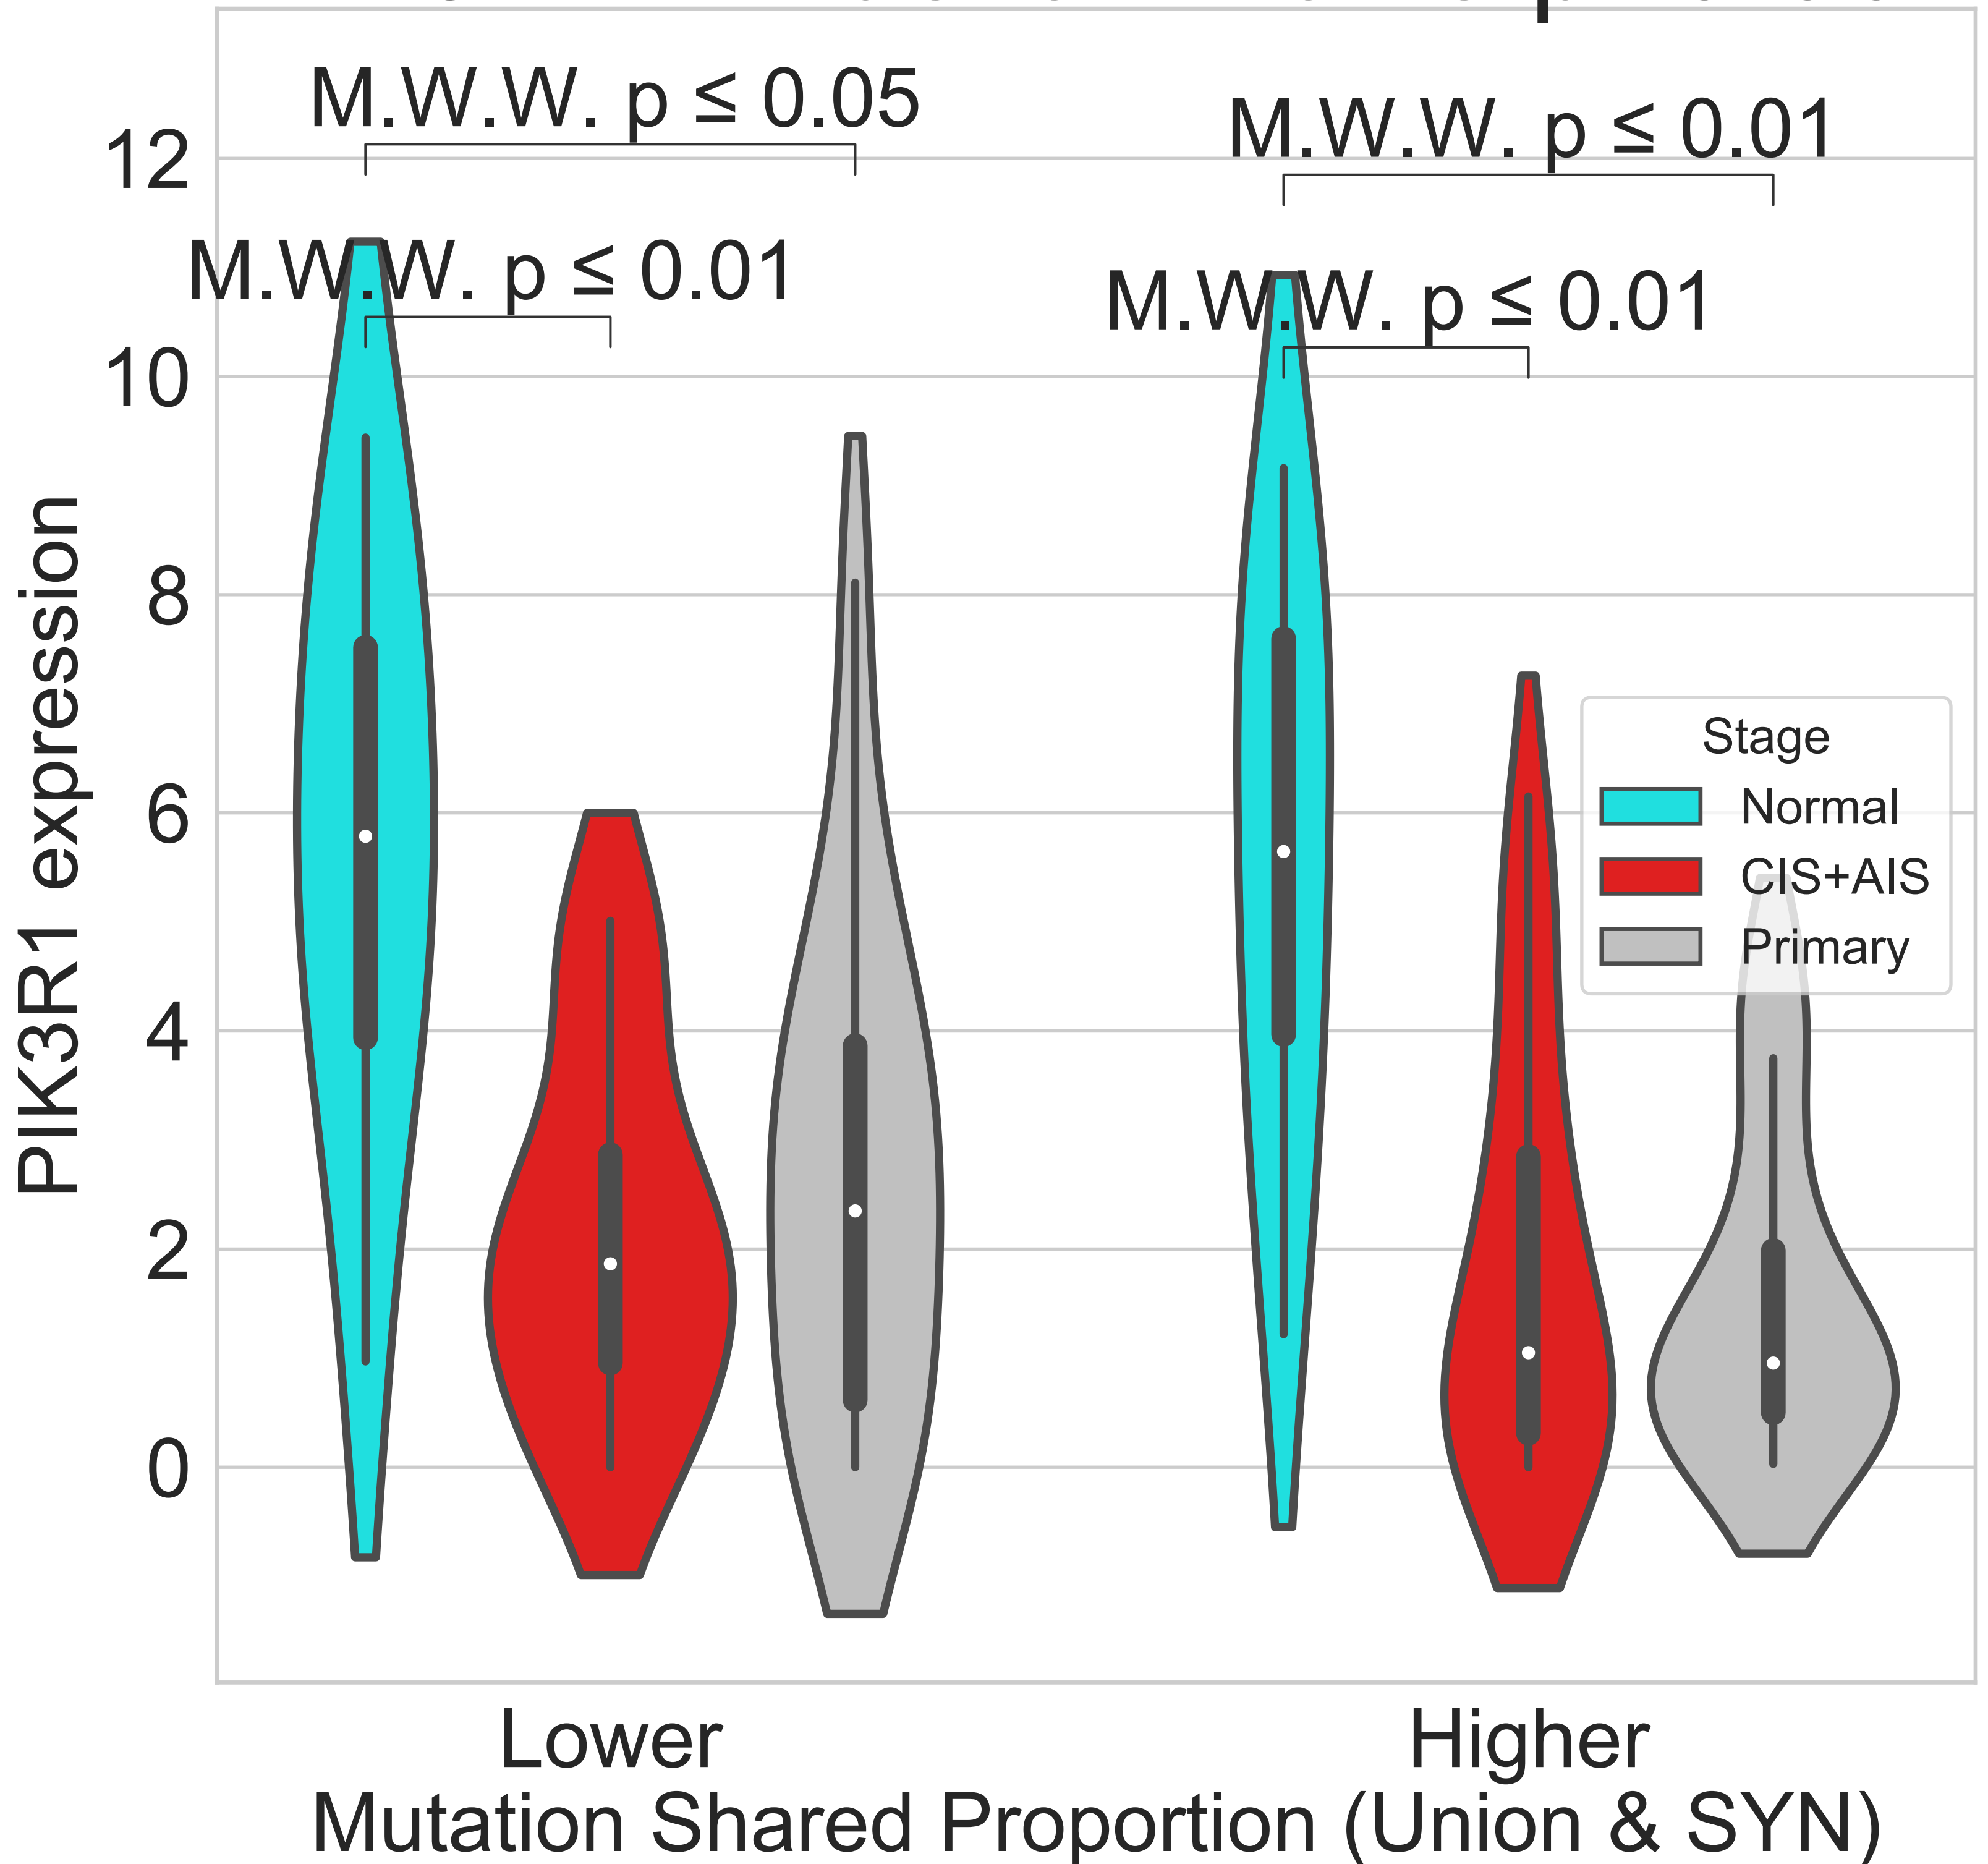 M.W.W. p ≤ 0.05
M.W.W. p ≤ 0.01
M.W.W. p ≤ 0.01
M.W.W. p ≤ 0.01
12
10
8
6
4
2
0
PIK3R1 expression
Stage
Normal
CIS+AIS
Primary
Lower
Higher
Mutation Shared Proportion (Union & SYN)